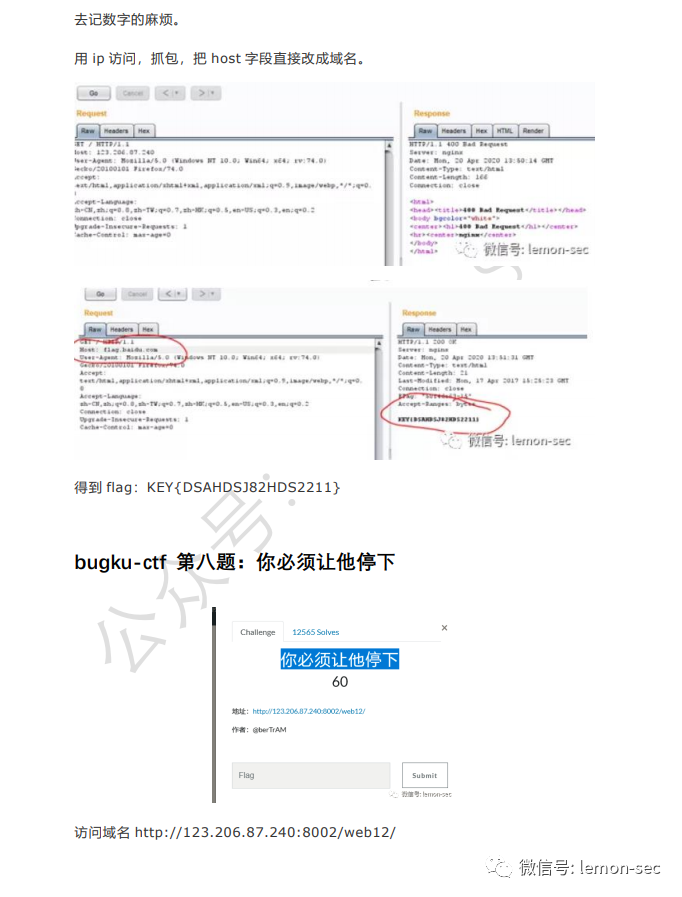 去记数字的麻烦。
用 ip 访问，抓包，把 host 字段直接改成域名。
Go Cancel < >
Request
Raw Headers Hex
GET / HTTP/1.1
Host: 123.206.87.240
User-Agent: Mozilla/5.0 (Windows NT 10.0; Win64; x64; rv:74.0)
Gecko/20100101 Firefox/74.0
Accept:
text/html,application/xhtml+xml,application/xml;q=0.9,image/webp,*/*;q=0.
8
Accept-Language:
zh-CN,zh;q=0.8,zh-TW;q=0.7,zh-HK;q=0.5,en-US;q=0.3,en;q=0.2
Connection: close
Upgrade-Insecure-Requests: 1
Cache-Control: max-age=0
Response
Raw Headers Hex HTML Render
HTTP/1.1 400 Bad Request
Server: nginx
Date: Mon, 20 Apr 2020 13:50:14 GMT
Content-Type: text/html
Content-Length: 166
Connection: close
<html>
<head><title>400 Bad Request</title></head>
<body bgcolor="white">
<center><h1>400 Bad Request</h1></center>
<hr><center>nginx</center>
</body>
</html>
微信号: lemon-sec
Go Cancel < >
Request
Raw Headers Hex
GET / HTTP/1.1
Host: flag.baidu.com
User-Agent: Mozilla/5.0 (Windows NT 10.0; Win64; x64; rv:74.0)
Gecko/20100101 Firefox/74.0
Accept:
text/html,application/xhtml+xml,application/xml;q=0.9,image/webp,*/*;q=0.
8
Accept-Language:
zh-CN,zh;q=0.8,zh-TW;q=0.7,zh-HK;q=0.5,en-US;q=0.3,en;q=0.2
Connection: close
Upgrade-Insecure-Requests: 1
Cache-Control: max-age=0
Response
Raw Headers Hex
HTTP/1.1 200 OK
Server: nginx
Date: Mon, 20 Apr 2020 13:51:31 GMT
Content-Type: text/html
Content-Length: 21
Last-Modified: Mon, 17 Apr 2017 15:25:23 GMT
Connection: close
Accept-Ranges: bytes
KEY{DSAHDSJ82HDS2211}
微信号: lemon-sec
得到 flag：KEY{DSAHDSJ82HDS2211}
公众号：
bugku-ctf 第八题：你必须让他停下
Challenge 12565 Solves ×
你必须让他停下
60
地址：http://123.206.87.240:8002/web12/
作者：@berTrAM
Flag Submit
微信号: lemon-sec
访问域名 http://123.206.87.240:8002/web12/
微信号: lemon-sec